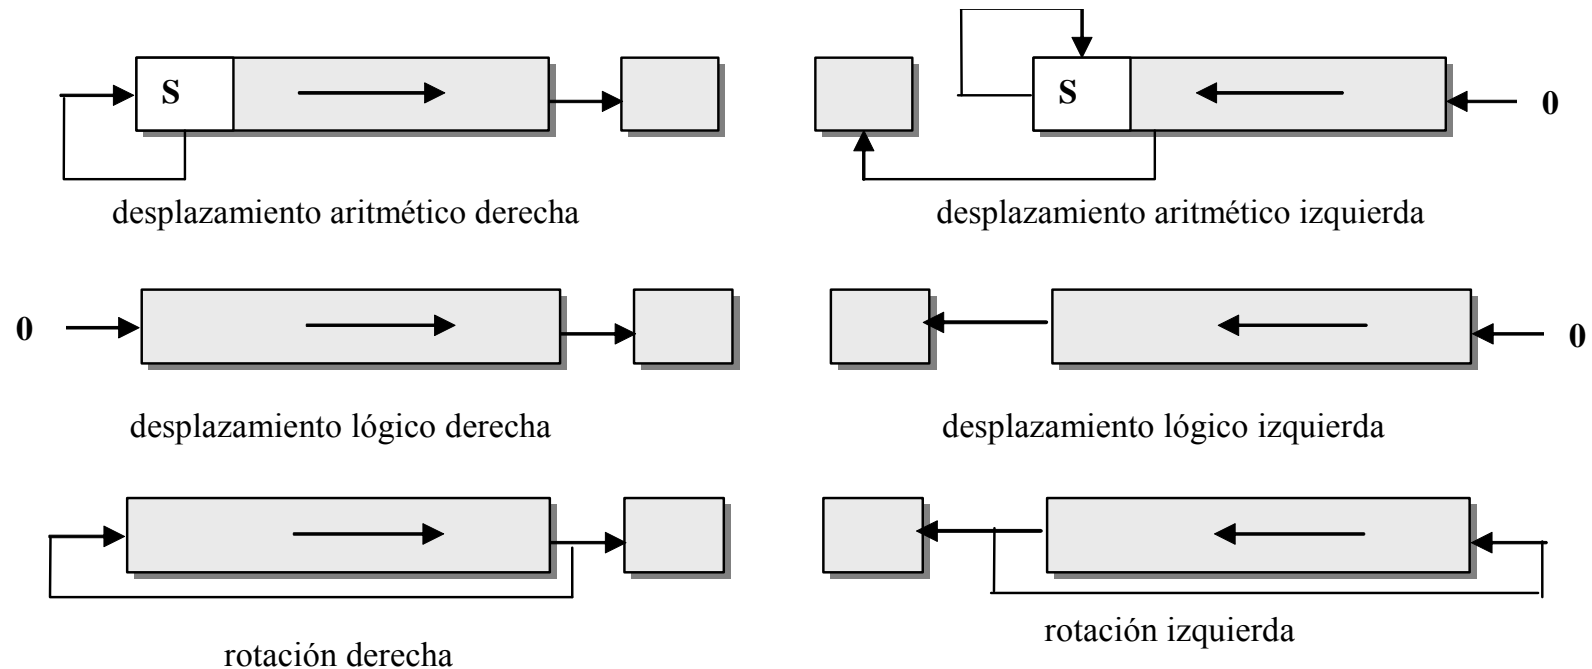 S
S
0
desplazamiento aritmético derecha
desplazamiento aritmético izquierda
0
0
desplazamiento lógico derecha
desplazamiento lógico izquierda
rotación derecha
rotación izquierda